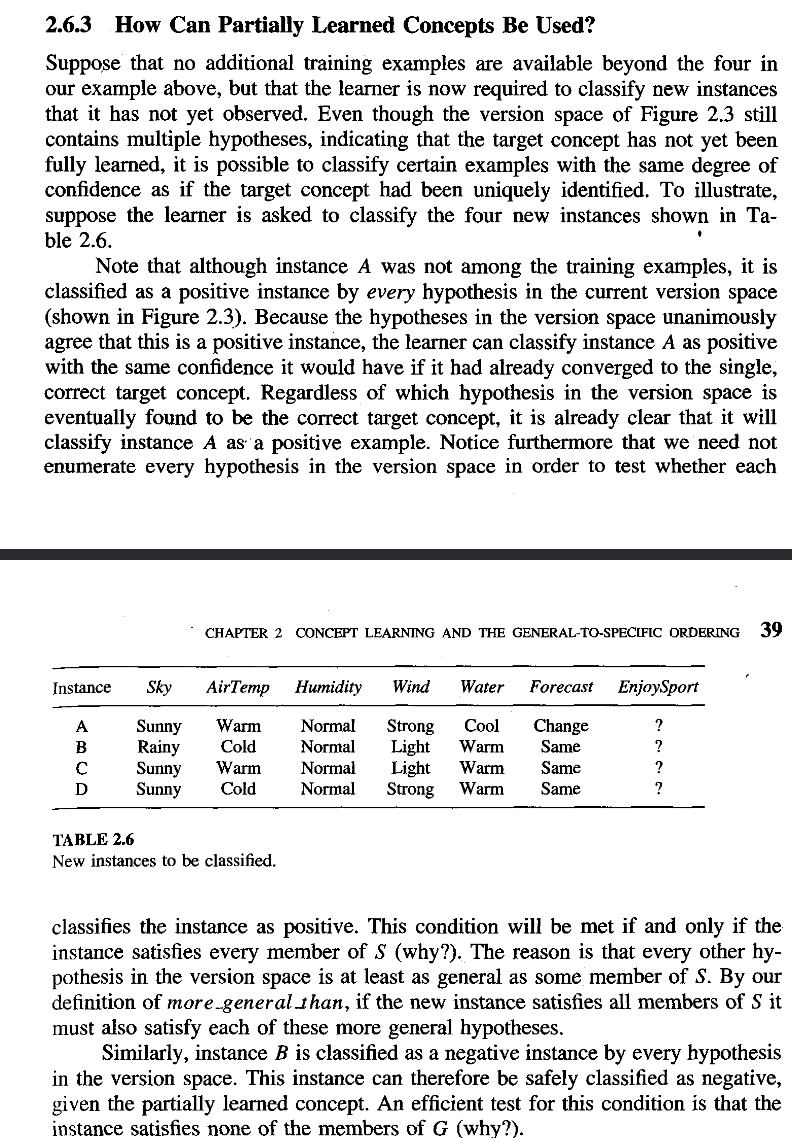 2.6.3 How Can Partially Learned Concepts Be Used?
Suppose that no additional training examples are available beyond the four in
our example above, but that the learner is now required to classify new instances
that it has not yet observed. Even though the version space of Figure 2.3 still
contains multiple hypotheses, indicating that the target concept has not yet been
fully learned, it is possible to classify certain examples with the same degree of
confidence as if the target concept had been uniquely identified. To illustrate,
suppose the learner is asked to classify the four new instances shown in Ta-
ble 2.6.
Note that although instance A was not among the training examples, it is
classified as a positive instance by every hypothesis in the current version space
(shown in Figure 2.3). Because the hypotheses in the version space unanimously
agree that this is a positive instance, the learner can classify instance A as positive
with the same confidence it would have if it had already converged to the single,
correct target concept. Regardless of which hypothesis in the version space is
eventually found to be the correct target concept, it is already clear that it will
classify instance A as a positive example. Notice furthermore that we need not
enumerate every hypothesis in the version space in order to test whether each
CHAPTER 2 CONCEPT LEARNING AND THE GENERAL-TO-SPECIFIC ORDERING 39
Instance Sky AirTemp Humidity Wind Water Forecast EnjoySport
A Sunny Warm Normal Strong Cool Change ?
B Rainy Cold Normal Light Warm Same ?
C Sunny Warm Normal Light Warm Same ?
D Sunny Cold Normal Strong Warm Same ?
TABLE 2.6
New instances to be classified.
classifies the instance as positive. This condition will be met if and only if the
instance satisfies every member of S (why?). The reason is that every other hy-
pothesis in the version space is at least as general as some member of S. By our
definition of more_general_than, if the new instance satisfies all members of S it
must also satisfy each of these more general hypotheses.
Similarly, instance B is classified as a negative instance by every hypothesis
in the version space. This instance can therefore be safely classified as negative,
given the partially learned concept. An efficient test for this condition is that the
instance satisfies none of the members of G (why?).